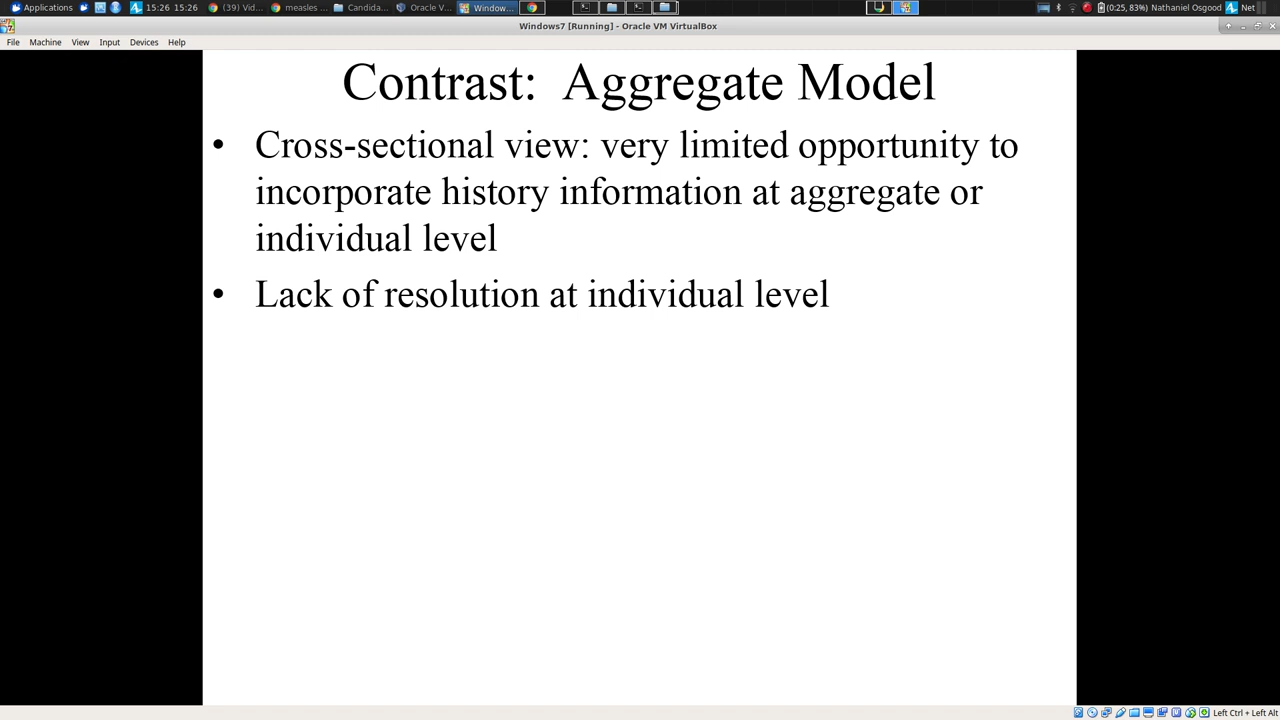 Applications 15:26 15:26 (39) Vid... measles ... Candida... Oracle V... Window... (0:25, 83%) Nathaniel Osgood Net
Windows7 [Running] - Oracle VM VirtualBox
File Machine View Input Devices Help
Contrast: Aggregate Model
• Cross-sectional view: very limited opportunity to
incorporate history information at aggregate or
individual level
• Lack of resolution at individual level
Left Ctrl + Left Alt